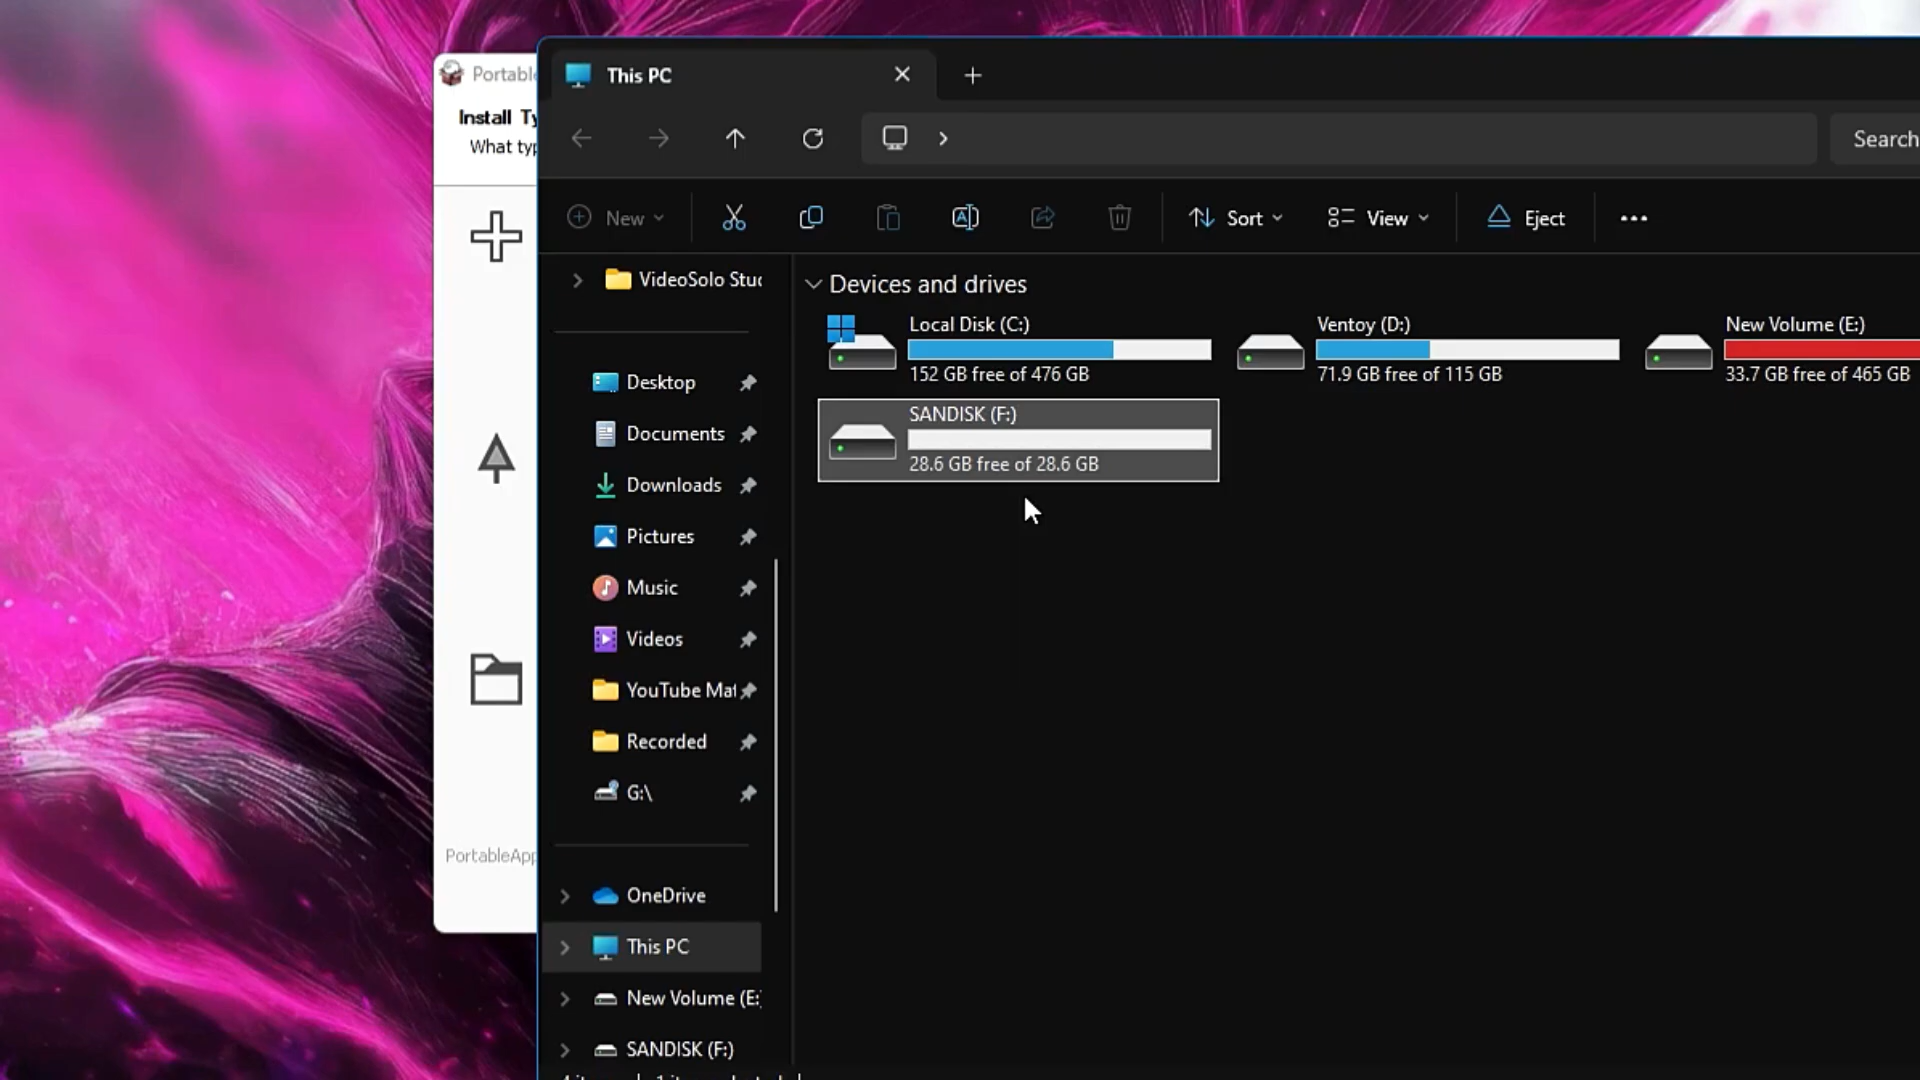 Portabl
Install Ty
What typ
PortableApp
This PC
Search
New
Sort
View
Eject
VideoSolo Stu
Desktop
Documents
Downloads
Pictures
Music
Videos
YouTube Mat
Recorded
G:\
OneDrive
This PC
New Volume (E:
SANDISK (F:)
Devices and drives
Local Disk (C:)
152 GB free of 476 GB
Ventoy (D:)
71.9 GB free of 115 GB
New Volume (E:)
33.7 GB free of 465 GB
SANDISK (F:)
28.6 GB free of 28.6 GB